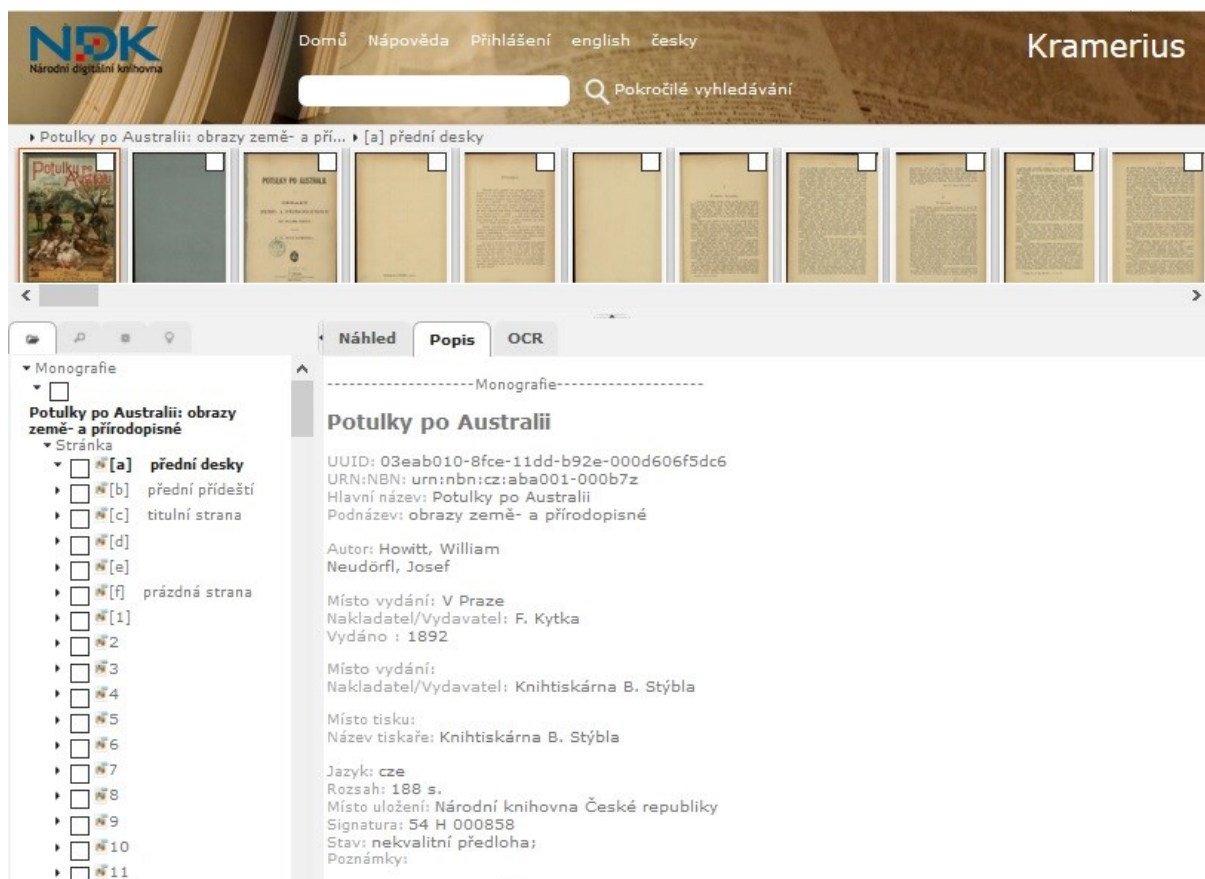 NDK
Národní digitální knihovna
Domů Nápověda Přihlášení english česky
Kramerius
Pokročilé vyhledávání
Potulky po Australii: obrazy země- a pří... [a] přední desky
Potulky po
POTULKY PO AUSTRALII
Náhled Popis OCR
Monografie
Potulky po Australii: obrazy
země- a přírodopisné
Stránka
[a] přední desky
[b] přední přídeští
[c] titulní strana
[d]
[e]
[f] prázdná strana
[1]
2
3
4
5
6
7
8
9
10
11
--------------------Monografie--------------------
Potulky po Australii
UUID: 03eab010-8fce-11dd-b92e-000d606f5dc6
URN:NBN: urn:nbn:cz:aba001-000b7z
Hlavní název: Potulky po Australii
Podnázev: obrazy země- a přírodopisné
Autor: Howitt, William
Neudörfl, Josef
Místo vydání: V Praze
Nakladatel/Vydavatel: F. Kytka
Vydáno : 1892
Místo vydání:
Nakladatel/Vydavatel: Knihtiskárna B. Stýbla
Místo tisku:
Název tiskaře: Knihtiskárna B. Stýbla
Jazyk: cze
Rozsah: 188 s.
Místo uložení: Národní knihovna České republiky
Signatura: 54 H 000858
Stav: nekvalitní předloha;
Poznámky: